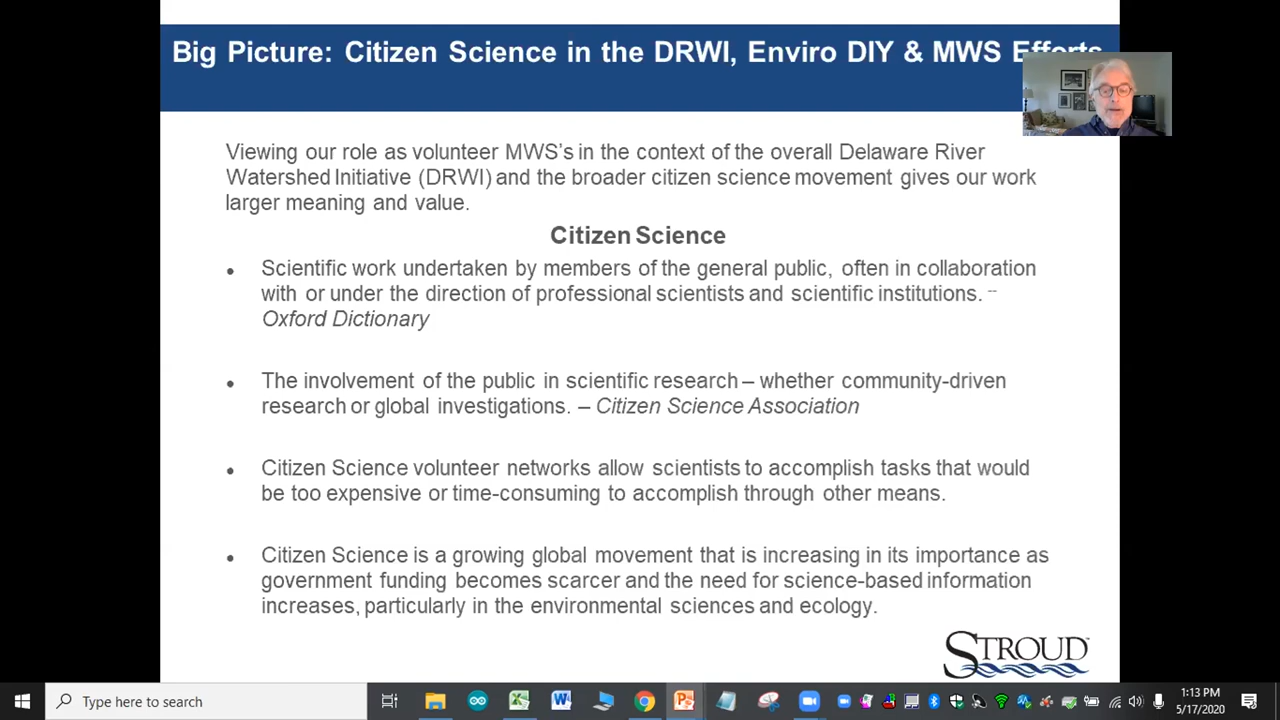 Big Picture: Citizen Science in the DRWI, Enviro DIY & MWS Efforts
Viewing our role as volunteer MWS's in the context of the overall Delaware River
Watershed Initiative (DRWI) and the broader citizen science movement gives our work
larger meaning and value.
Citizen Science
• Scientific work undertaken by members of the general public, often in collaboration
with or under the direction of professional scientists and scientific institutions. --
Oxford Dictionary
• The involvement of the public in scientific research – whether community-driven
research or global investigations. – Citizen Science Association
• Citizen Science volunteer networks allow scientists to accomplish tasks that would
be too expensive or time-consuming to accomplish through other means.
• Citizen Science is a growing global movement that is increasing in its importance as
government funding becomes scarcer and the need for science-based information
increases, particularly in the environmental sciences and ecology.
STROUD™
Type here to search
1:13 PM
5/17/2020